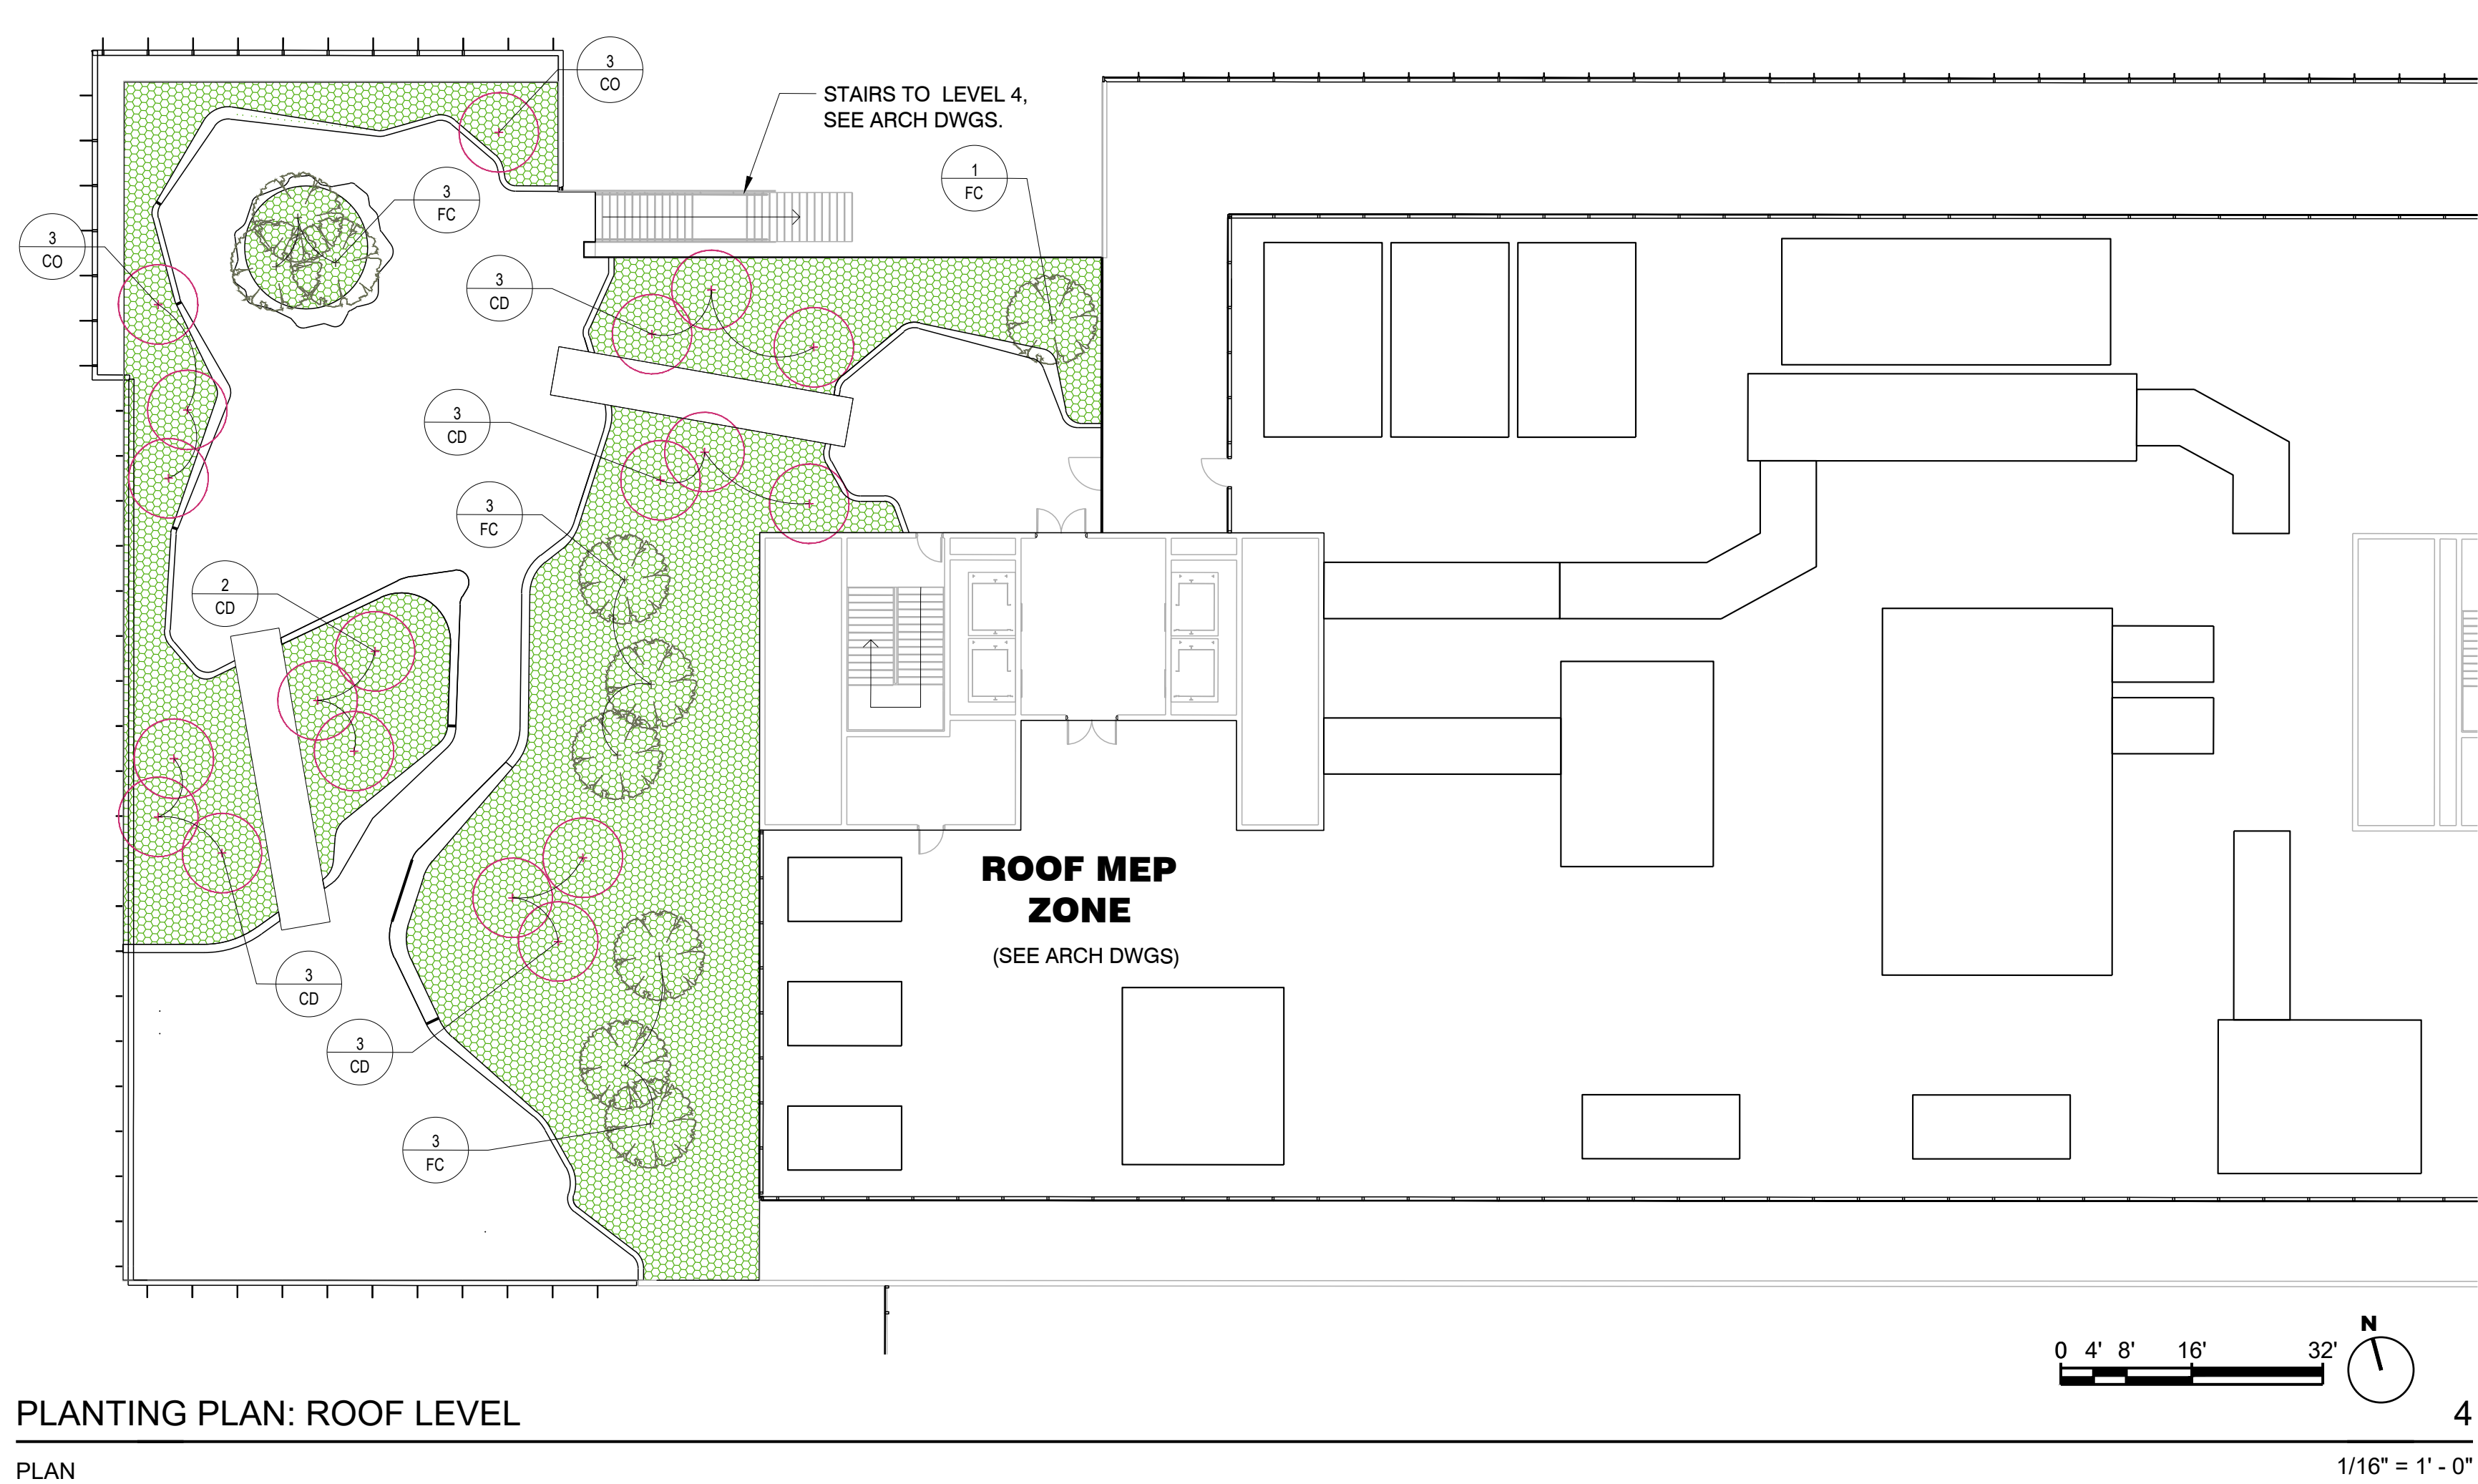 3
CO
STAIRS TO LEVEL 4,
SEE ARCH DWGS.
1
FC
3
FC
3
CO
3
CD
3
CD
3
FC
2
CD
ROOF MEP
ZONE
(SEE ARCH DWGS)
3
CD
3
CD
3
FC
N
0 4' 8' 16' 32'
PLANTING PLAN: ROOF LEVEL
4
PLAN
1/16" = 1' - 0"